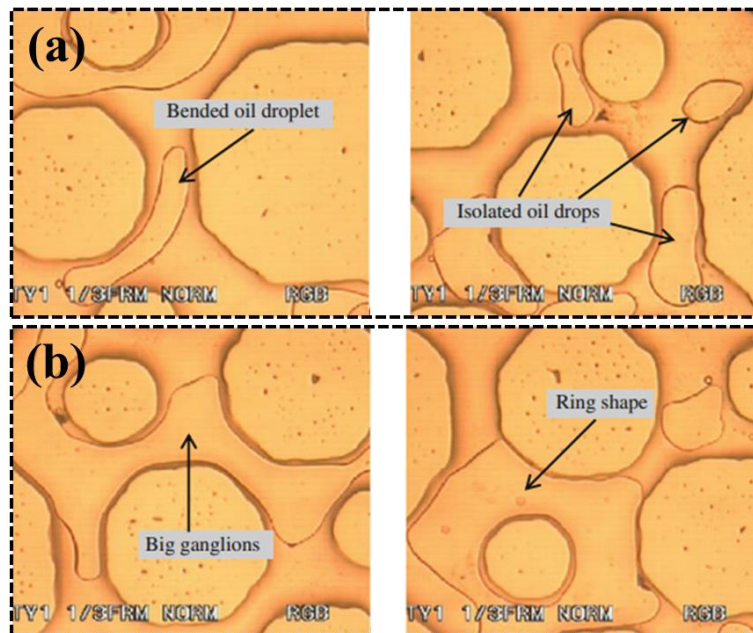 (a)
Bended oil droplet
TY1 1/3FRM NORM RGB
Isolated oil drops
TY1 1/3FRM NORM RGB
(b)
Big ganglions
TY1 1/3FRM NORM RGB
Ring shape
TY1 1/3FRM NORM RGB